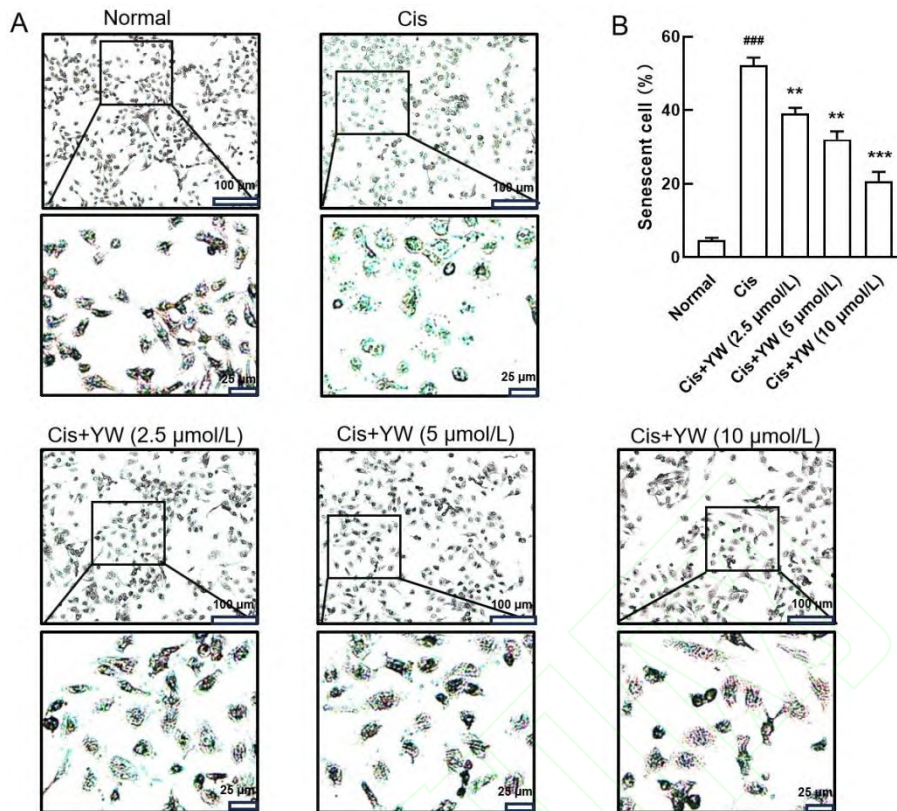 A
Normal
Cis
100 μm
100 μm
25 μm
25 μm
B
Senescent cell (%)
60
40
20
0
###
**
**
***
Normal
Cis
Cis+YW (2.5 μmol/L)
Cis+YW (5 μmol/L)
Cis+YW (10 μmol/L)
Cis+YW (2.5 μmol/L)
Cis+YW (5 μmol/L)
Cis+YW (10 μmol/L)
100 μm
100 μm
100 μm
25 μm
25 μm
25 μm